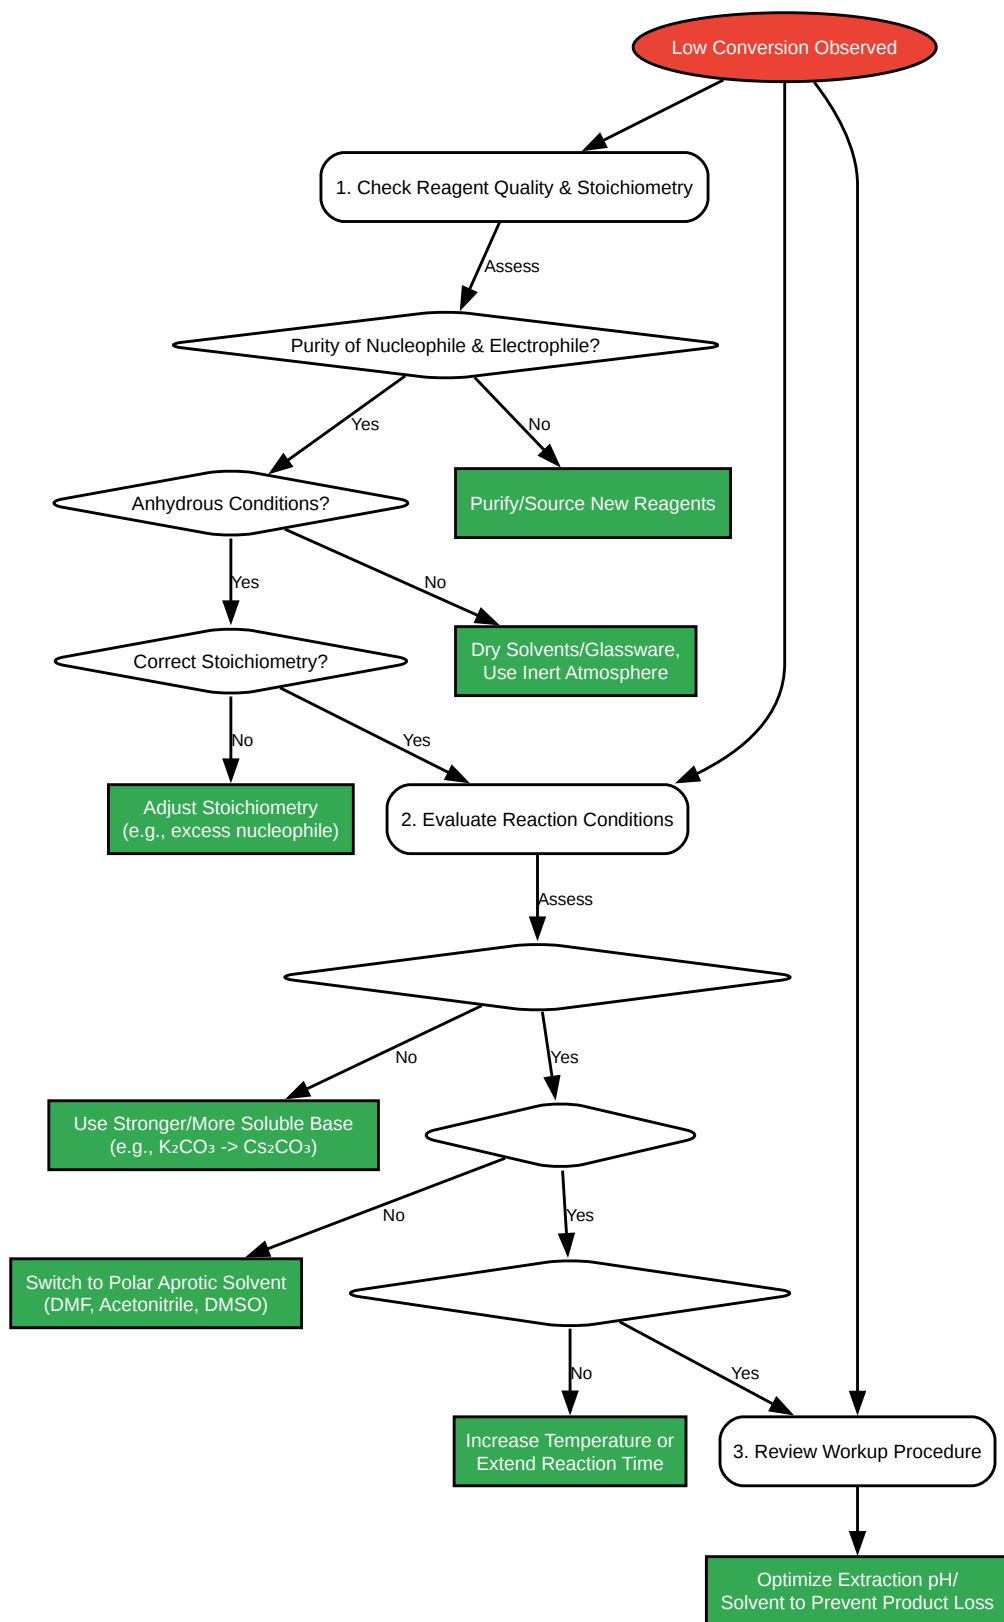 Low Conversion Observed
1. Check Reagent Quality & Stoichiometry
Assess
Purity of Nucleophile & Electrophile?
Yes
No
Anhydrous Conditions?
Purify/Source New Reagents
Yes
No
Correct Stoichiometry?
Dry Solvents/Glassware,
Use Inert Atmosphere
No
Yes
Adjust Stoichiometry
(e.g., excess nucleophile)
2. Evaluate Reaction Conditions
Assess
No
Yes
Use Stronger/More Soluble Base
(e.g., K₂CO₃ -> Cs₂CO₃)
No
Yes
Switch to Polar Aprotic Solvent
(DMF, Acetonitrile, DMSO)
No
Yes
Increase Temperature or
Extend Reaction Time
3. Review Workup Procedure
Optimize Extraction pH/
Solvent to Prevent Product Loss